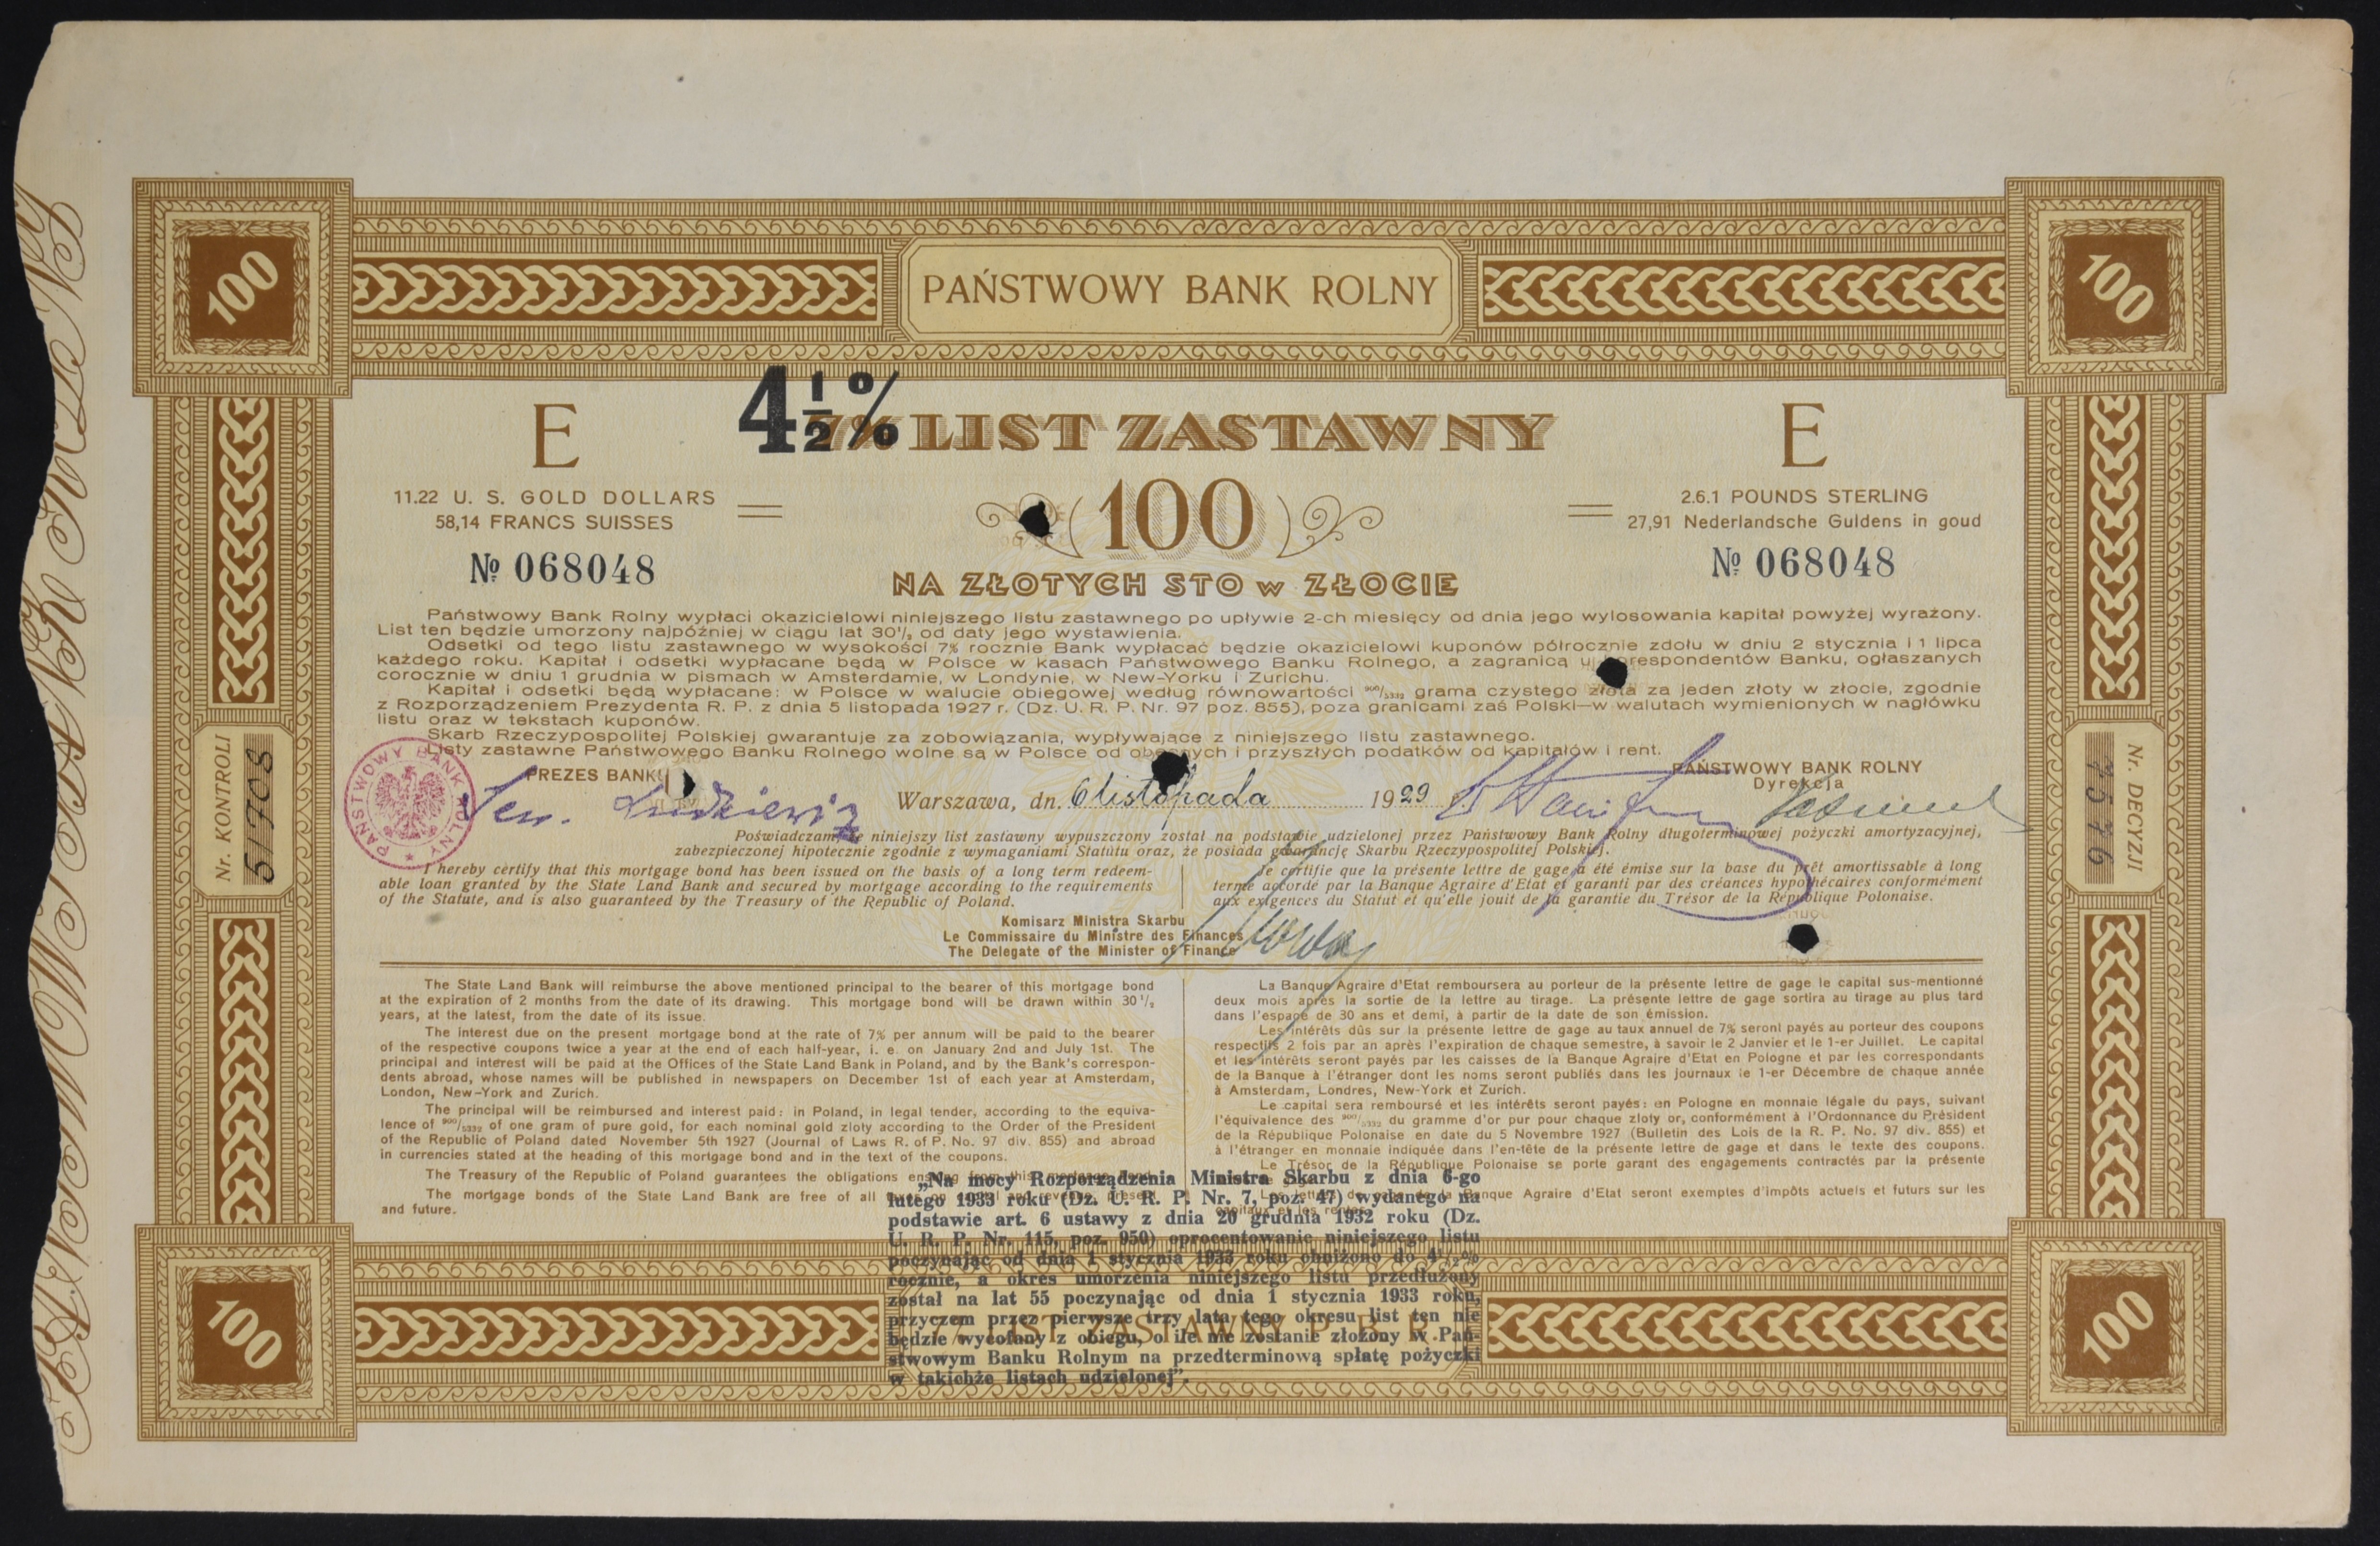 PAŃSTWOWY BANK ROLNY
100
100
4½%
7% LIST ZASTAWNY
E
E
11.22 U. S. GOLD DOLLARS
58,14 FRANCS SUISSES
№ 068048
= (100) =
2.6.1 POUNDS STERLING
27,91 Nederlandsche Guldens in goud
№ 068048
NA ZŁOTYCH STO w ZŁOCIE
Państwowy Bank Rolny wypłaci okazicielowi niniejszego listu zastawnego po upływie 2-ch miesięcy od dnia jego wylosowania kapitał powyżej wyrażony.
List ten będzie umorzony najpóźniej w ciągu lat 30½ od daty jego wystawienia.
Odsetki od tego listu zastawnego w wysokości 7% rocznie Bank wypłacać będzie okazicielowi kuponów półrocznie zdołu w dniu 2 stycznia i 1 lipca
każdego roku. Kapitał i odsetki wypłacane będą w Polsce w kasach Państwowego Banku Rolnego, a zagranicą u korespondentów Banku, ogłaszanych
corocznie w dniu 1 grudnia w pismach w Amsterdamie, w Londynie, w New-Yorku i Zurichu.
Kapitał i odsetki będą wypłacane: w Polsce w walucie obiegowej według równowartości 900/5332 grama czystego złota za jeden złoty w złocie, zgodnie
z Rozporządzeniem Prezydenta R. P. z dnia 5 listopada 1927 r. (Dz. U. R. P. Nr. 97 poz. 855), poza granicami zaś Polski—w walutach wymienionych w nagłówku
listu oraz w tekstach kuponów.
Skarb Rzeczypospolitej Polskiej gwarantuje za zobowiązania, wypływające z niniejszego listu zastawnego.
Listy zastawne Państwowego Banku Rolnego wolne są w Polsce od obecnych i przyszłych podatków od kapitałów i rent.
PREZES BANKU
PAŃSTWOWY BANK ROLNY
Dyrekcja
PAŃSTWOWY BANK ROLNY
Warszawa, dn. 6 listopada 1929
Poświadczam, że niniejszy list zastawny wypuszczony został na podstawie udzielonej przez Państwowy Bank Rolny długoterminowej pożyczki amortyzacyjnej,
zabezpieczonej hipotecznie zgodnie z wymaganiami Statutu oraz, że posiada gwarancję Skarbu Rzeczypospolitej Polskiej.
I hereby certify that this mortgage bond has been issued on the basis of a long term redeem-
able loan granted by the State Land Bank and secured by mortgage according to the requirements
of the Statute, and is also guaranteed by the Treasury of the Republic of Poland.
Je certifie que la présente lettre de gage a été émise sur la base du prêt amortissable à long
terme accordé par la Banque Agraire d'Etat et garanti par des créances hypothécaires conformément
aux exigences du Statut et qu'elle jouit de la garantie du Trésor de la République Polonaise.
Komisarz Ministra Skarbu
Le Commissaire du Ministre des Finances
The Delegate of the Minister of Finance
The State Land Bank will reimburse the above mentioned principal to the bearer of this mortgage bond
at the expiration of 2 months from the date of its drawing. This mortgage bond will be drawn within 30½
years, at the latest, from the date of its issue.
The interest due on the present mortgage bond at the rate of 7% per annum will be paid to the bearer
of the respective coupons twice a year at the end of each half-year, i. e. on January 2nd and July 1st. The
principal and interest will be paid at the Offices of the State Land Bank in Poland, and by the Bank's correspon-
dents abroad, whose names will be published in newspapers on December 1st of each year at Amsterdam,
London, New-York and Zurich.
The principal will be reimbursed and interest paid: in Poland, in legal tender, according to the equiva-
lence of 900/5332 of one gram of pure gold, for each nominal gold zloty according to the Order of the President
of the Republic of Poland dated November 5th 1927 (Journal of Laws R. of P. No. 97 div. 855) and abroad
in currencies stated at the heading of this mortgage bond and in the text of the coupons.
The Treasury of the Republic of Poland guarantees the obligations
The mortgage bonds of the State Land Bank are free of all
and future.
La Banque Agraire d'Etat remboursera au porteur de la présente lettre de gage le capital sus-mentionné
deux mois après la sortie de la lettre au tirage. La présente lettre de gage sortira au tirage au plus tard
dans l'espace de 30 ans et demi, à partir de la date de son émission.
Les intérêts dûs sur la présente lettre de gage au taux annuel de 7% seront payés au porteur des coupons
respectifs 2 fois par an après l'expiration de chaque semestre, à savoir le 2 Janvier et le 1-er Juillet. Le capital
et les intérêts seront payés par les caisses de la Banque Agraire d'Etat en Pologne et par les correspondants
de la Banque à l'étranger dont les noms seront publiés dans les journaux le 1-er Décembre de chaque année
à Amsterdam, Londres, New-York et Zurich.
Le capital sera remboursé et les intérêts seront payés: en Pologne en monnaie légale du pays, suivant
l'équivalence des 900/5332 du gramme d'or pur pour chaque zloty or, conformément à l'Ordonnance du Président
de la République Polonaise en date du 5 Novembre 1927 (Bulletin des Lois de la R. P. No. 97 div. 855) et
à l'étranger en monnaie indiquée dans l'en-tête de la présente lettre de gage et dans le texte des coupons.
Le Trésor de la République Polonaise se porte garant des engagements contractés par la présente
Banque Agraire d'Etat seront exemptes d'impôts actuels et futurs sur les
capitaux et les rentes.
„Na mocy Rozporządzenia Ministra Skarbu z dnia 6-go
lutego 1933 roku (Dz. U. R. P. Nr. 7, poz. 47) wydanego na
podstawie art. 6 ustawy z dnia 20 grudnia 1932 roku (Dz.
U. R. P. Nr. 115, poz. 950) oprocentowanie niniejszego listu
poczynając od dnia 1 stycznia 1933 roku obniżono do 4½%
rocznie, a okres umorzenia niniejszego listu przedłużony
został na lat 55 poczynając od dnia 1 stycznia 1933 roku,
przyczem przez pierwsze trzy lata tego okresu list ten nie
będzie wycofany z obiegu, o ile nie zostanie złożony w Pań-
stwowym Banku Rolnym na przedterminową spłatę pożyczki
w takichże listach udzielonej".
Nr. KONTROLI
51708
Nr. DECYZJI
7576
100
100